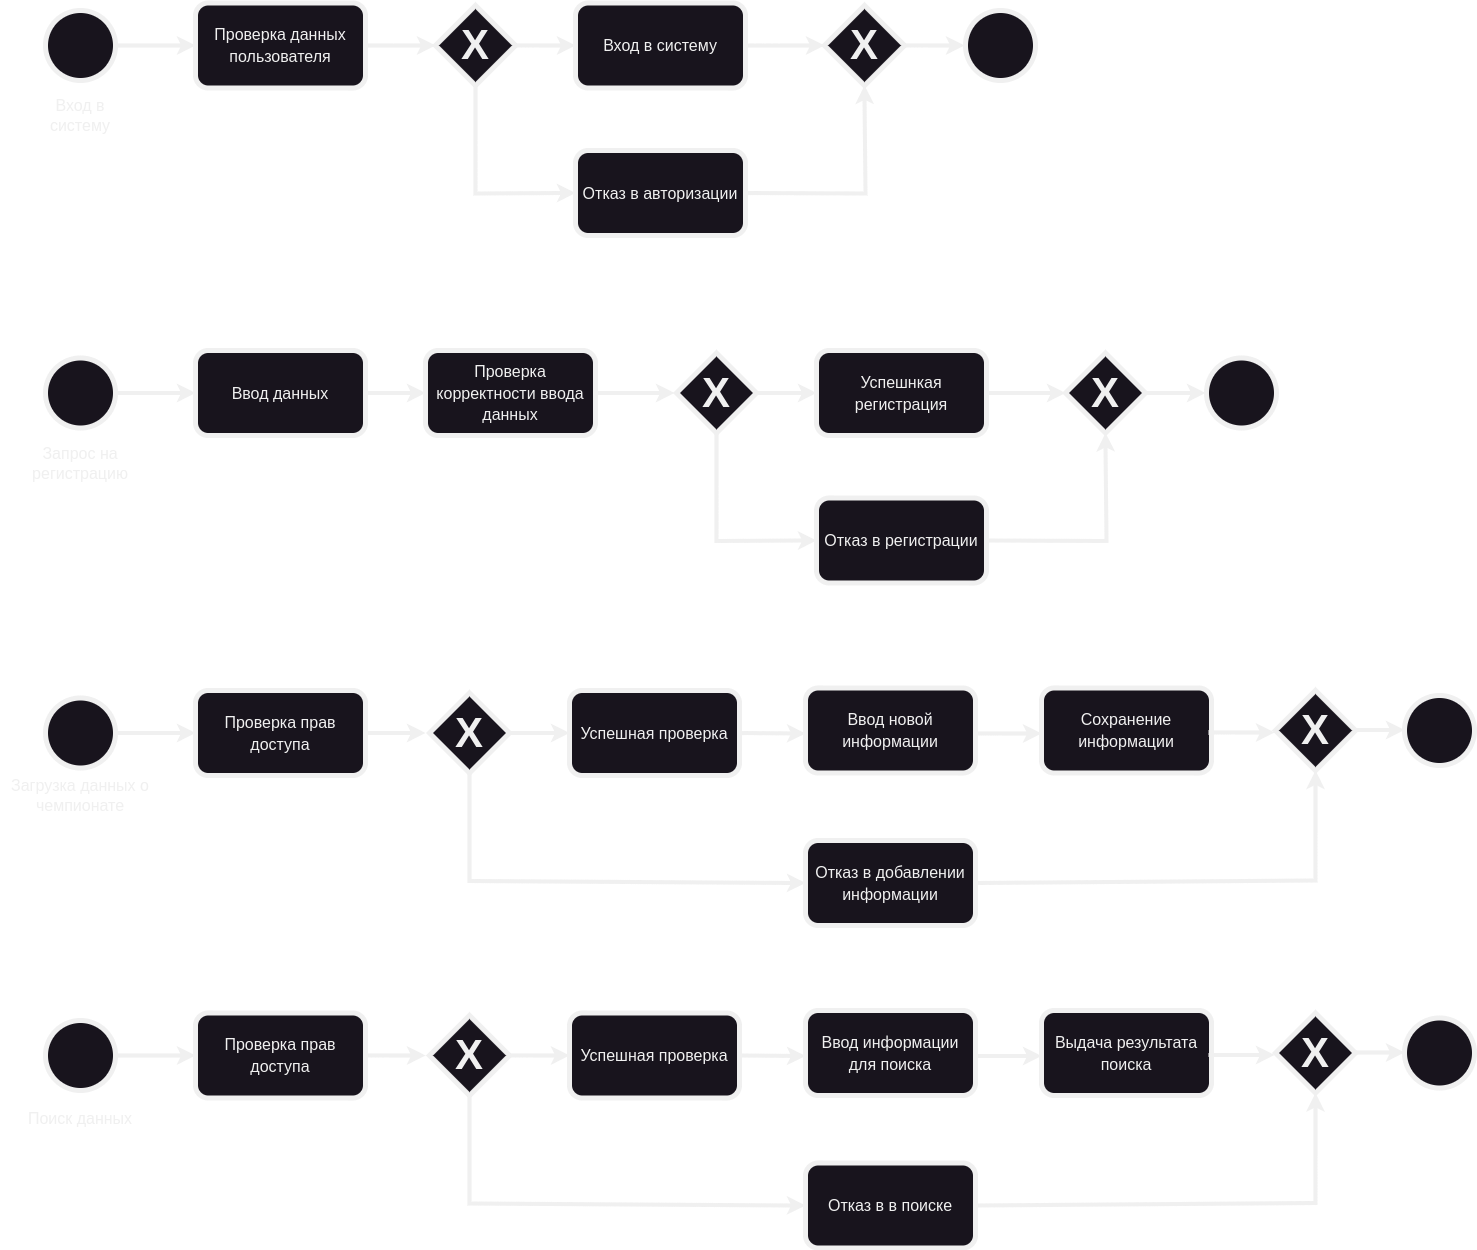 Проверка данных
пользователя
X
Вход в систему
X
Вход в
систему
Отказ в авторизации
Ввод данных
Проверка
корректности ввода
данных
X
Успешнкая
регистрация
X
Запрос на
регистрацию
Отказ в регистрации
Проверка прав
доступа
X
Успешная проверка
Ввод новой
информации
Сохранение
информации
X
Загрузка данных о
чемпионате
Отказ в добавлении
информации
Проверка прав
доступа
X
Успешная проверка
Ввод информации
для поиска
Выдача результата
поиска
X
Поиск данных
Отказ в в поиске